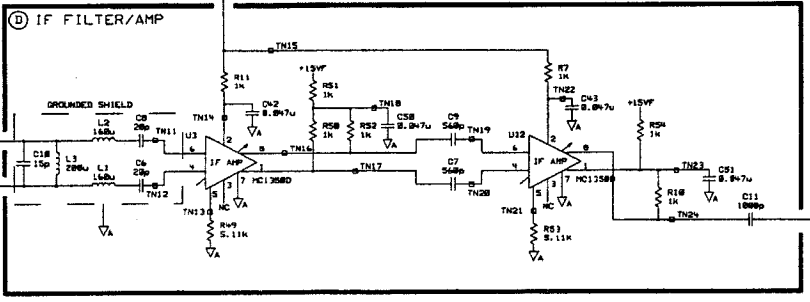 D IF FILTER/AMP
TN15
R11
1K
+15VF
R51
1K
R7
1K
TN22
C43
0.047u
+15VF
R54
1K
GROUNDED SHIELD
L2
160u
C8
20p
TN11
TN14
U3
C42
0.047u
A
R50
1K
R52
1K
TN18
C50
0.047u
A
C9
560p
TN19
U12
A
C10
15p
L3
200u
L1
160u
C6
20p
TN12
6
4
2
IF AMP
8
1
5
3
7
MC1350D
NC
A
TN16
TN17
C7
560p
TN20
6
4
2
IF AMP
8
1
5
3
7
MC1350D
NC
A
TN23
C51
0.047u
A
R10
1K
TN24
C11
1000p
A
TN13
R49
5.11K
A
TN21
R53
5.11K
A